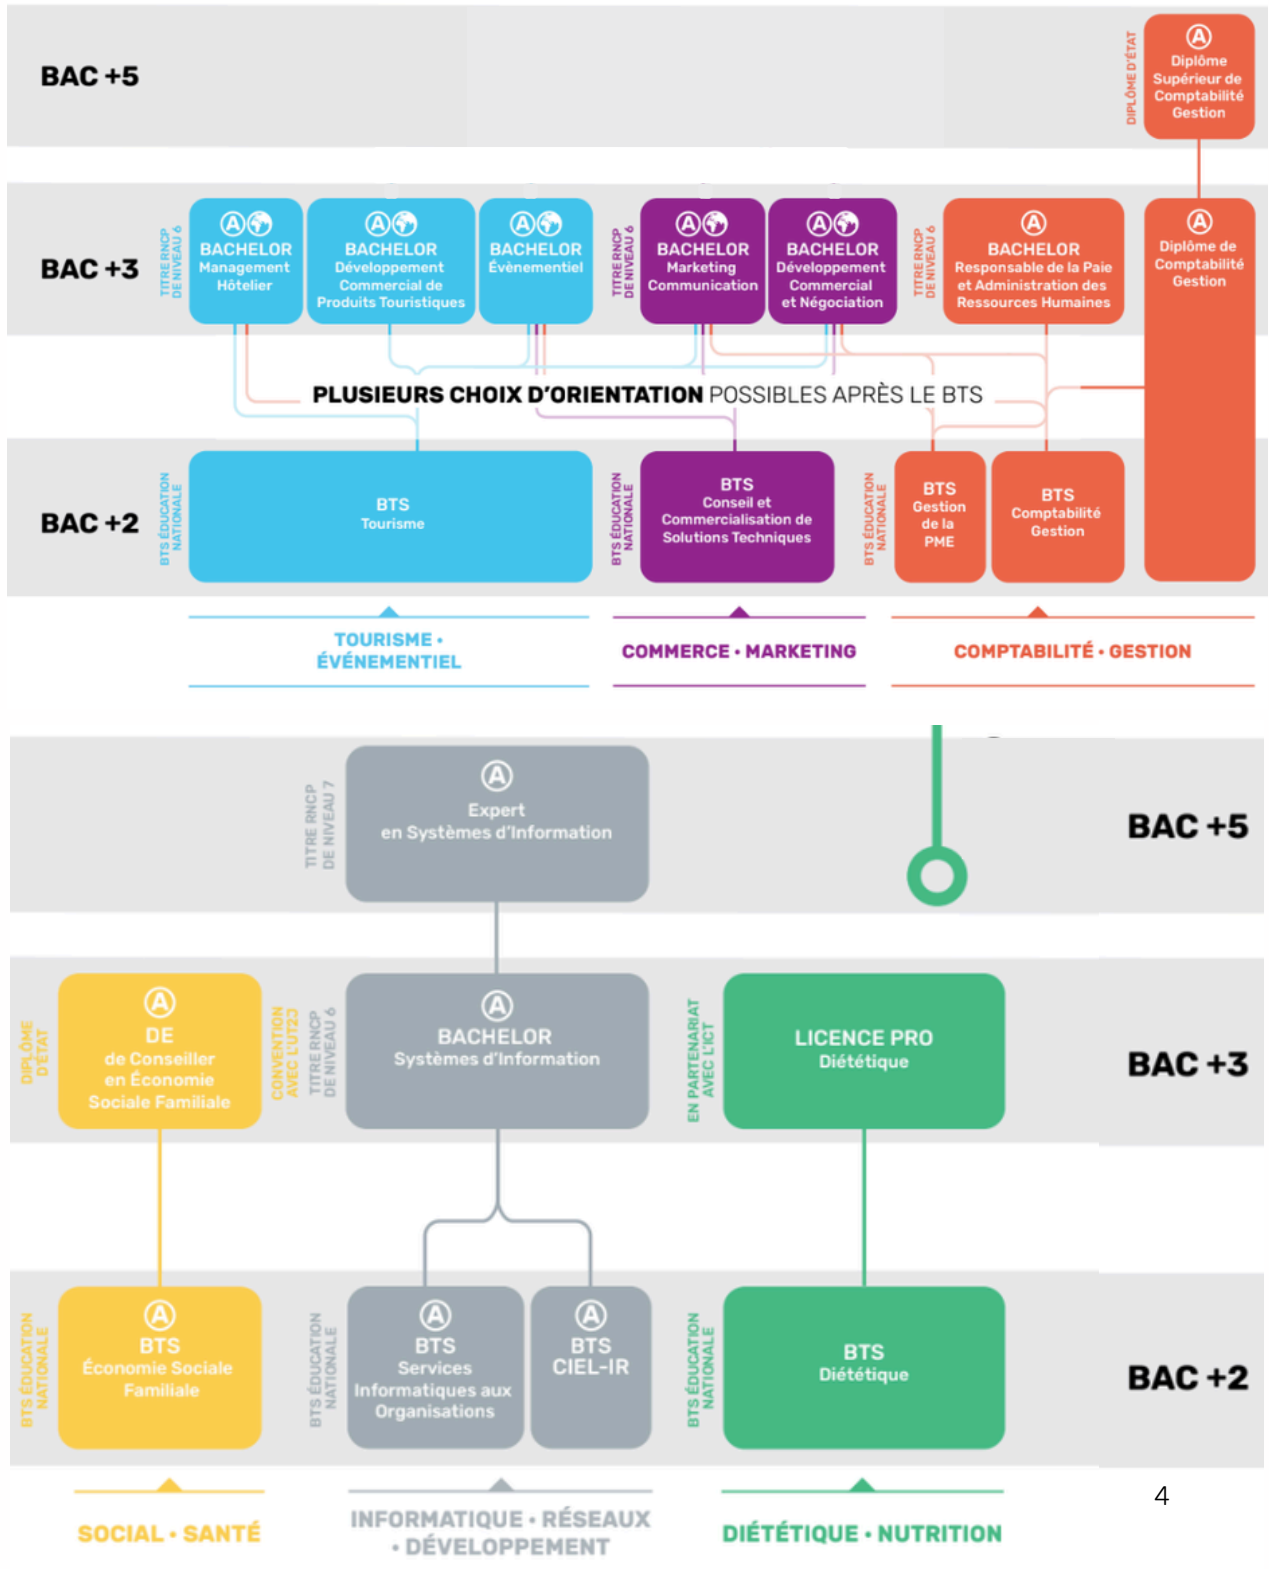 BAC +5
DIPLÔME D'ÉTAT
A
Diplôme
Supérieur de
Comptabilité
Gestion
BAC +3
TITRE RNCP
DE NIVEAU 6
A
BACHELOR
Management
Hôtelier
A
BACHELOR
Développement
Commercial de
Produits Touristiques
A
BACHELOR
Évènementiel
TITRE RNCP
DE NIVEAU 6
A
BACHELOR
Marketing
Communication
A
BACHELOR
Développement
Commercial
et Négociation
TITRE RNCP
DE NIVEAU 6
A
BACHELOR
Responsable de la Paie
et Administration des
Ressources Humaines
A
Diplôme de
Comptabilité
Gestion
PLUSIEURS CHOIX D'ORIENTATION POSSIBLES APRÈS LE BTS
BAC +2
BTS ÉDUCATION
NATIONALE
BTS
Tourisme
BTS ÉDUCATION
NATIONALE
BTS
Conseil et
Commercialisation de
Solutions Techniques
BTS ÉDUCATION
NATIONALE
BTS
Gestion
de la
PME
BTS
Comptabilité
Gestion
TOURISME •
ÉVÉNEMENTIEL
COMMERCE • MARKETING
COMPTABILITÉ • GESTION
TITRE RNCP
DE NIVEAU 7
A
Expert
en Systèmes d'Information
BAC +5
DIPLÔME
D'ÉTAT
A
DE
de Conseiller
en Économie
Sociale Familiale
CONVENTION
AVEC L'UT2J
TITRE RNCP
DE NIVEAU 6
A
BACHELOR
Systèmes d'Information
EN PARTENARIAT
AVEC L'ICT
LICENCE PRO
Diététique
BAC +3
BTS ÉDUCATION
NATIONALE
A
BTS
Économie Sociale
Familiale
BTS ÉDUCATION
NATIONALE
A
BTS
Services
Informatiques aux
Organisations
A
BTS
CIEL-IR
BTS ÉDUCATION
NATIONALE
BTS
Diététique
BAC +2
4
SOCIAL • SANTÉ
INFORMATIQUE • RÉSEAUX
• DÉVELOPPEMENT
DIÉTÉTIQUE • NUTRITION